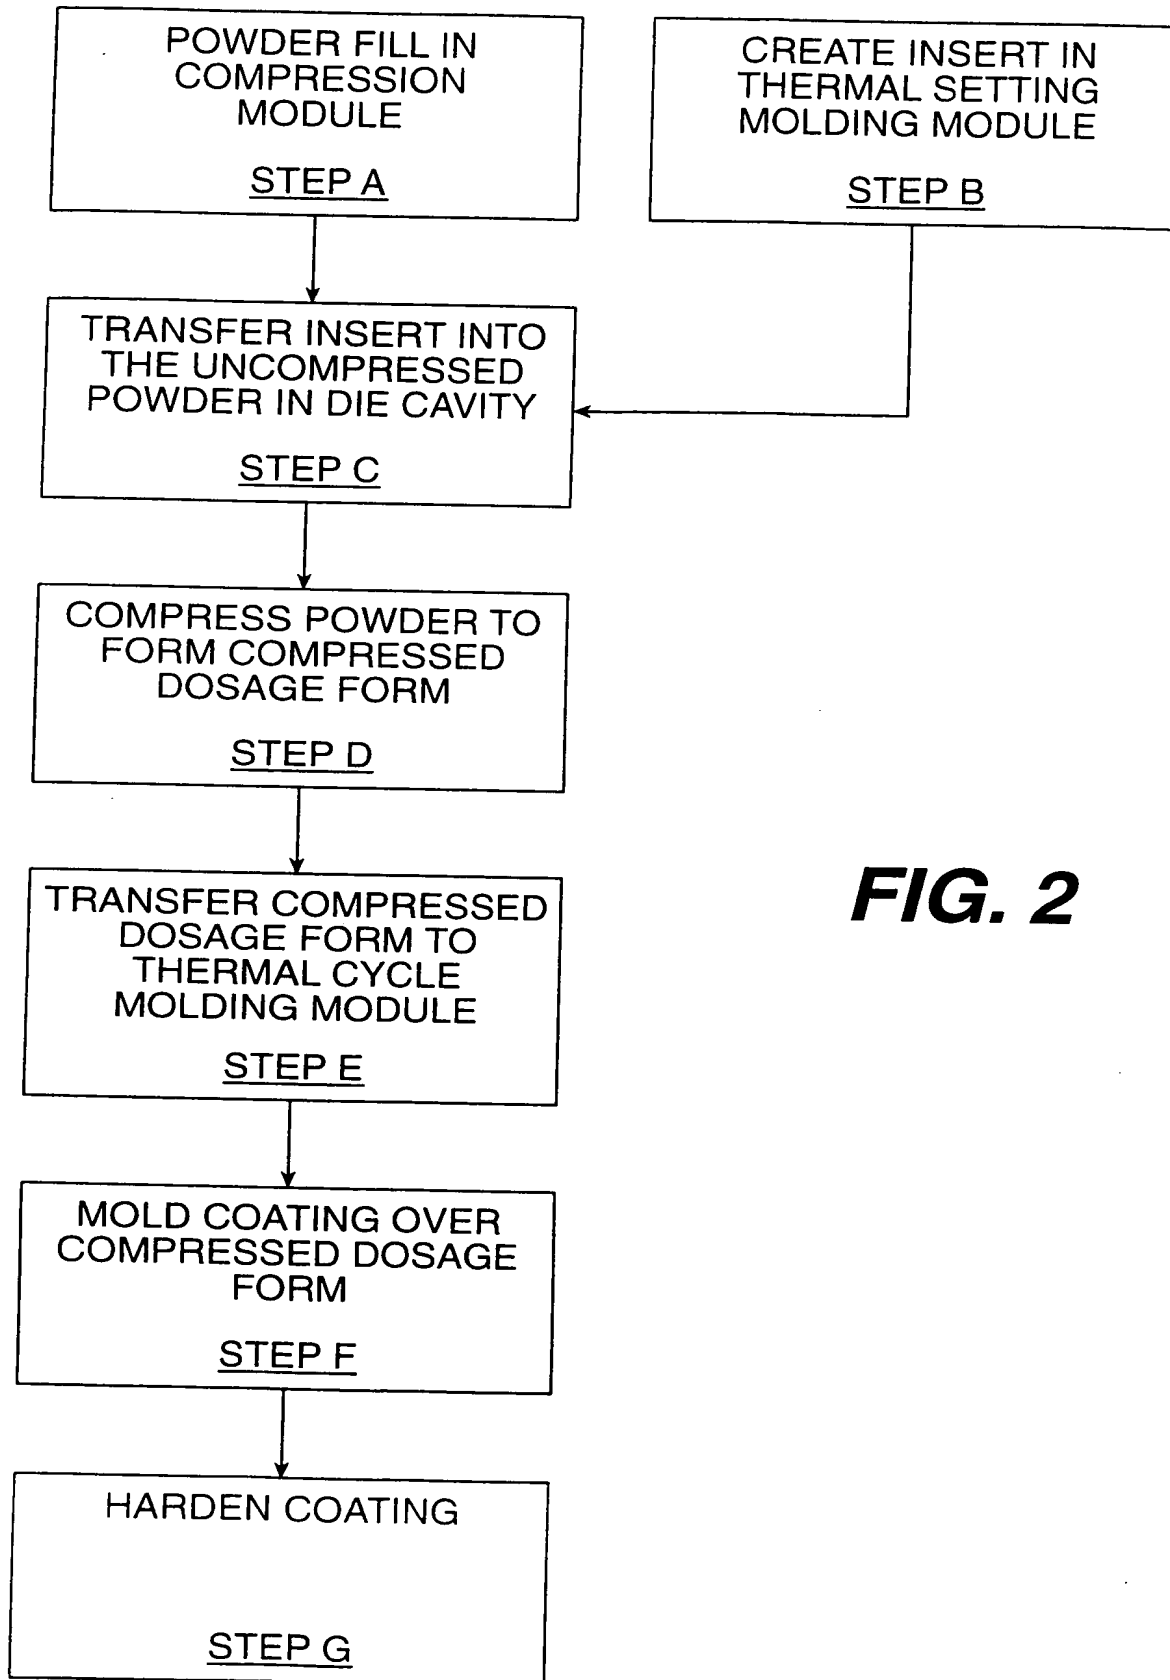 POWDER FILL IN
COMPRESSION
MODULE
STEP A
CREATE INSERT IN
THERMAL SETTING
MOLDING MODULE
STEP B
TRANSFER INSERT INTO
THE UNCOMPRESSED
POWDER IN DIE CAVITY
STEP C
COMPRESS POWDER TO
FORM COMPRESSED
DOSAGE FORM
STEP D
TRANSFER COMPRESSED
DOSAGE FORM TO
THERMAL CYCLE
MOLDING MODULE
STEP E
FIG. 2
MOLD COATING OVER
COMPRESSED DOSAGE
FORM
STEP F
HARDEN COATING
STEP G